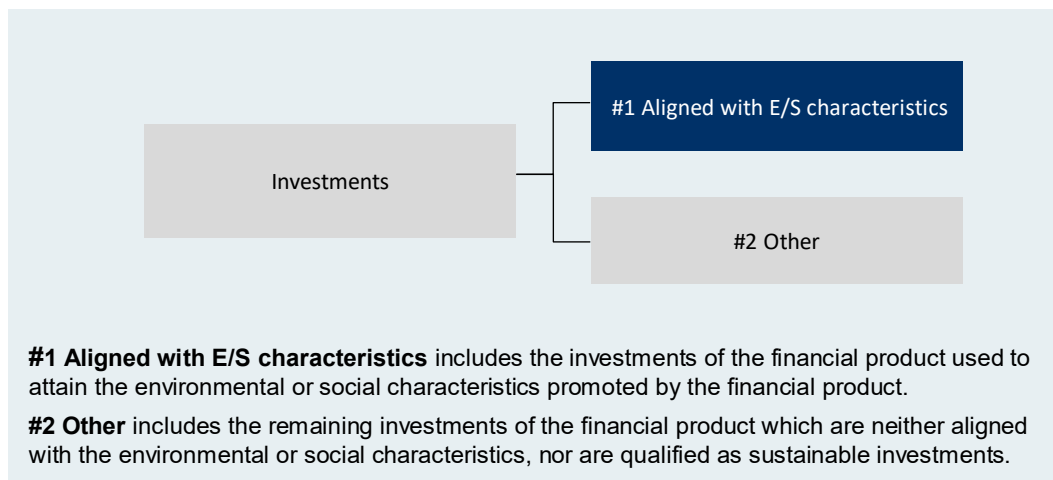 #1 Aligned with E/S characteristics
Investments
#2 Other
#1 Aligned with E/S characteristics includes the investments of the financial product used to
attain the environmental or social characteristics promoted by the financial product.
#2 Other includes the remaining investments of the financial product which are neither aligned
with the environmental or social characteristics, nor are qualified as sustainable investments.